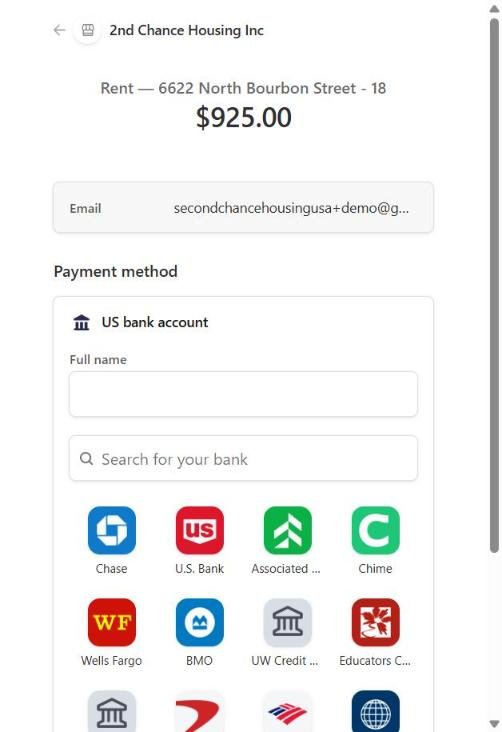 2nd Chance Housing Inc
Rent — 6622 North Bourbon Street - 18
$925.00
Email secondchancehousingusa+demo@g...
Payment method
US bank account
Full name
Search for your bank
us
Chase U.S. Bank Associated ... Chime
WF
Wells Fargo BMO UW Credit ... Educators C...